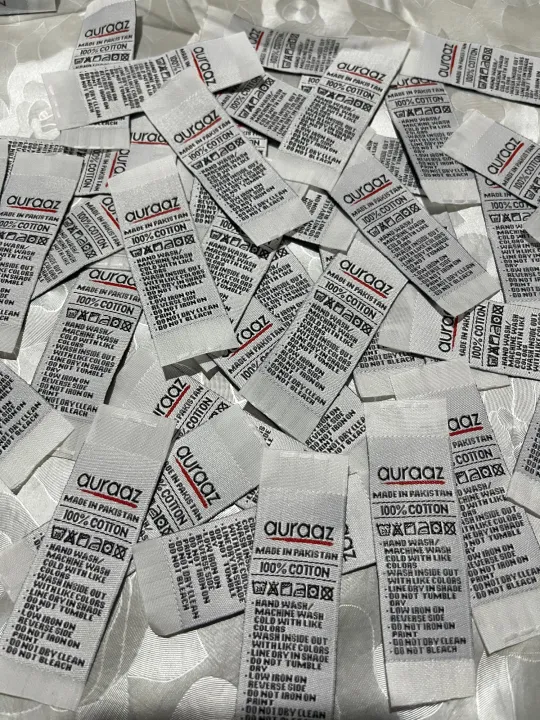 auraaz
MADE IN PAKISTAN
100% COTTON
· HAND WASH/
MACHINE WASH
COLD WITH LIKE
COLORS
· WASH INSIDE OUT
WITH LIKE COLORS
· LINE DRY IN SHADE
· DO NOT TUMBLE
DRY
· LOW IRON ON
REVERSE SIDE
· DO NOT IRON ON
PRINT
· DO NOT DRY CLEAN
· DO NOT BLEACH